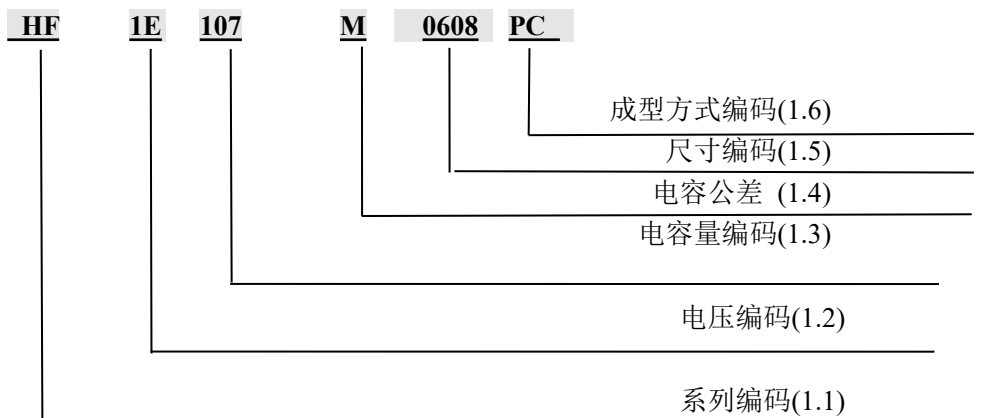 HF 1E 107 M 0608 PC
成型方式编码(1.6)
尺寸编码(1.5)
电容公差 (1.4)
电容量编码(1.3)
电压编码(1.2)
系列编码(1.1)